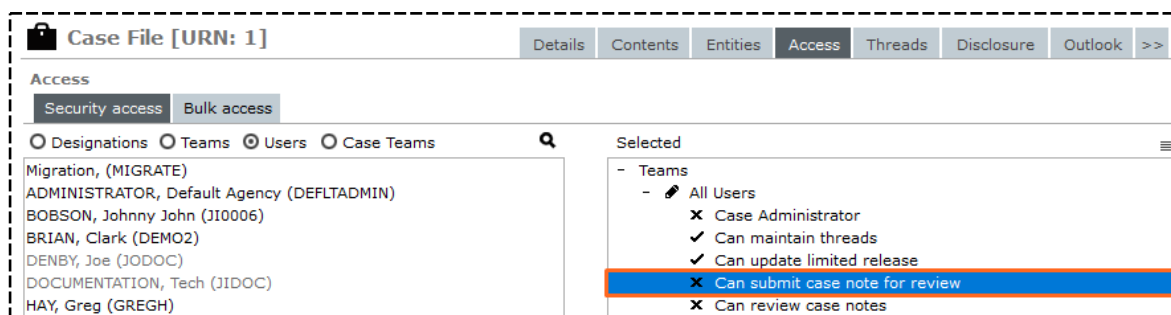 Case File [URN: 1]
Details Contents Entities Access Threads Disclosure Outlook >>
Access
Security access Bulk access
Designations Teams Users Case Teams
Migration, (MIGRATE)
ADMINISTRATOR, Default Agency (DEFLTADMIN)
BOBSON, Johnny John (JI0006)
BRIAN, Clark (DEMO2)
DENBY, Joe (JODOC)
DOCUMENTATION, Tech (JIDOC)
HAY, Greg (GREGH)
Selected
- Teams
- All Users
Case Administrator
Can maintain threads
Can update limited release
Can submit case note for review
Can review case notes